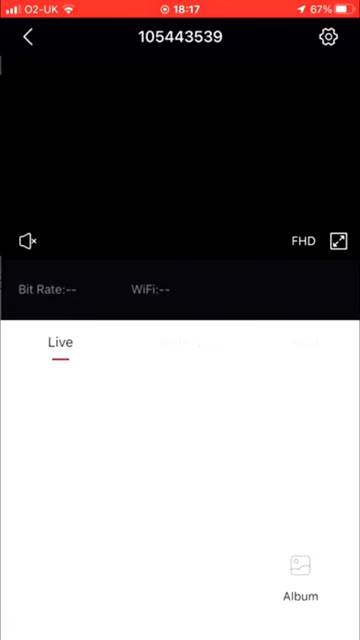 O2-UK 18:17 67%
105443539
FHD
Bit Rate:-- WiFi:--
Live
Album